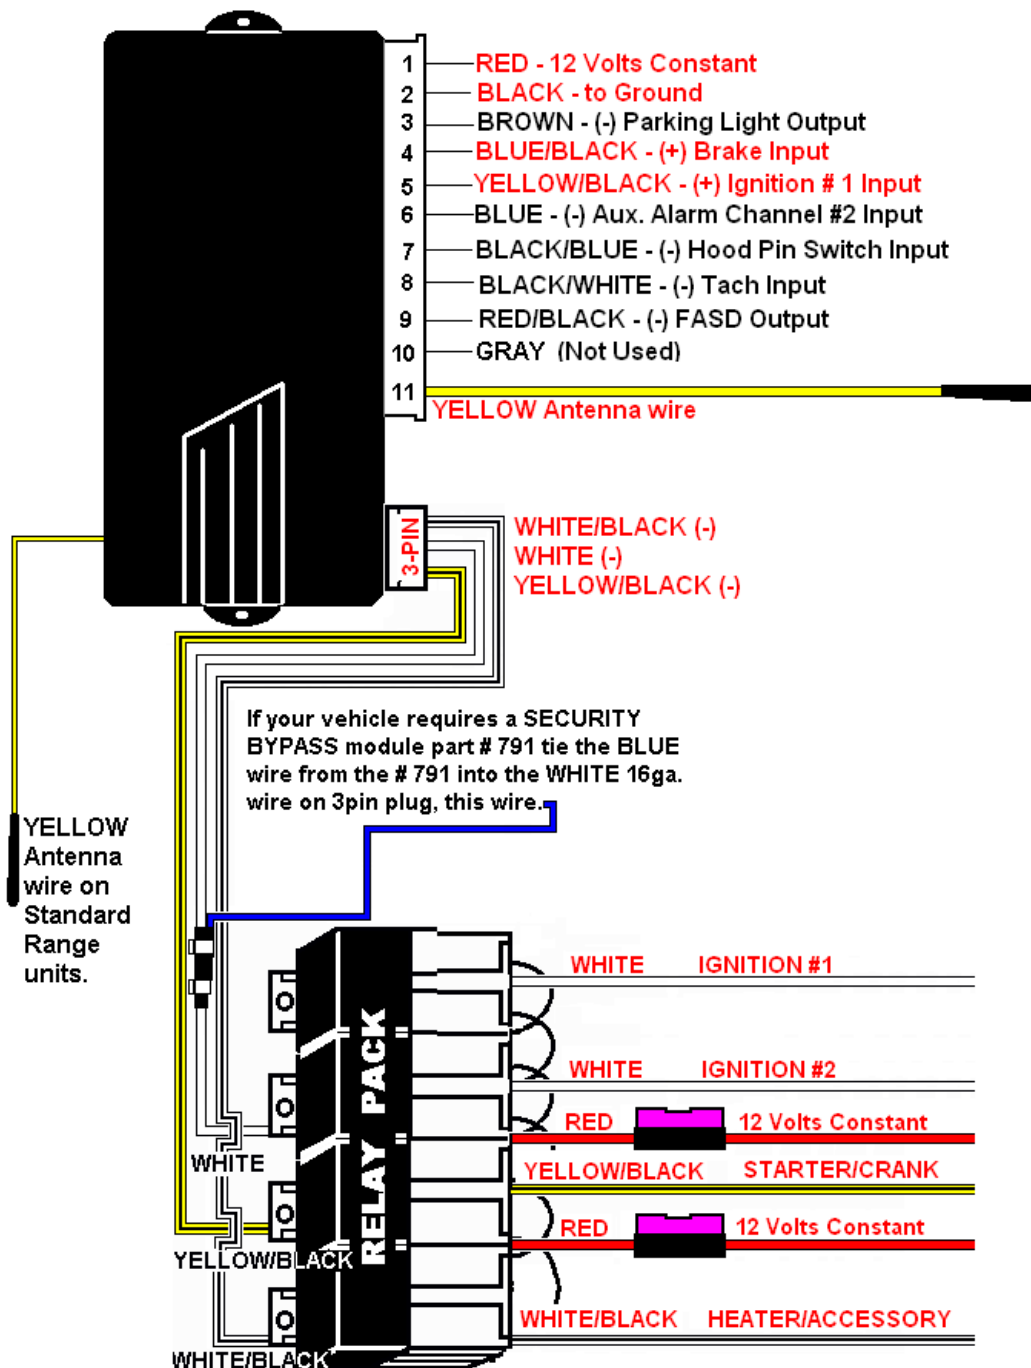 1 RED - 12 Volts Constant
2 BLACK - to Ground
3 BROWN - (-) Parking Light Output
4 BLUE/BLACK - (+) Brake Input
5 YELLOW/BLACK - (+) Ignition # 1 Input
6 BLUE - (-) Aux. Alarm Channel #2 Input
7 BLACK/BLUE - (-) Hood Pin Switch Input
8 BLACK/WHITE - (-) Tach Input
9 RED/BLACK - (-) FASD Output
10 GRAY (Not Used)
11
YELLOW Antenna wire
3-PIN
WHITE/BLACK (-)
WHITE (-)
YELLOW/BLACK (-)
If your vehicle requires a SECURITY
BYPASS module part # 791 tie the BLUE
wire from the # 791 into the WHITE 16ga.
wire on 3pin plug, this wire.
YELLOW
Antenna
wire on
Standard
Range
units.
RELAY PACK
WHITE IGNITION #1
WHITE IGNITION #2
RED 12 Volts Constant
WHITE
YELLOW/BLACK STARTER/CRANK
RED 12 Volts Constant
YELLOW/BLACK
WHITE/BLACK HEATER/ACCESSORY
WHITE/BLACK